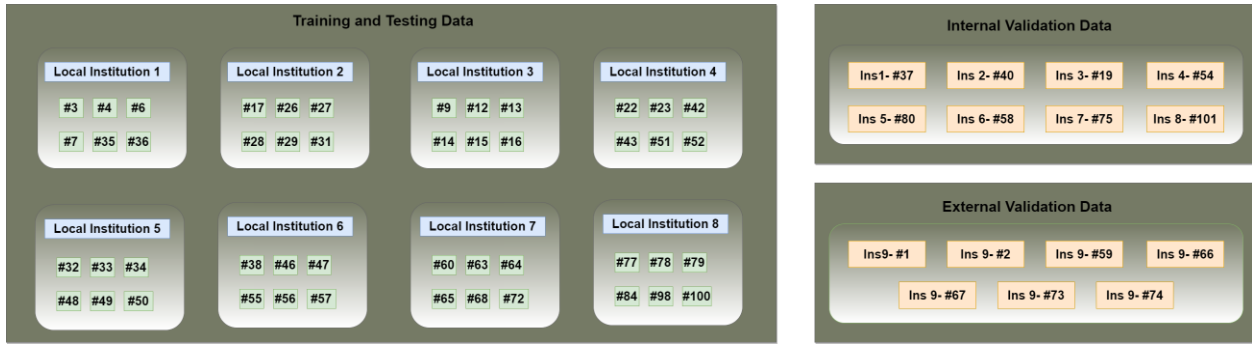 Training and Testing Data
Local Institution 1
#3 #4 #6
#7 #35 #36
Local Institution 2
#17 #26 #27
#28 #29 #31
Local Institution 3
#9 #12 #13
#14 #15 #16
Local Institution 4
#22 #23 #42
#43 #51 #52
Local Institution 5
#32 #33 #34
#48 #49 #50
Local Institution 6
#38 #46 #47
#55 #56 #57
Local Institution 7
#60 #63 #64
#65 #68 #72
Local Institution 8
#77 #78 #79
#84 #98 #100
Internal Validation Data
Ins1- #37 Ins 2- #40 Ins 3- #19 Ins 4- #54
Ins 5- #80 Ins 6- #58 Ins 7- #75 Ins 8- #101
External Validation Data
Ins9- #1 Ins 9- #2 Ins 9- #59 Ins 9- #66
Ins 9- #67 Ins 9- #73 Ins 9- #74